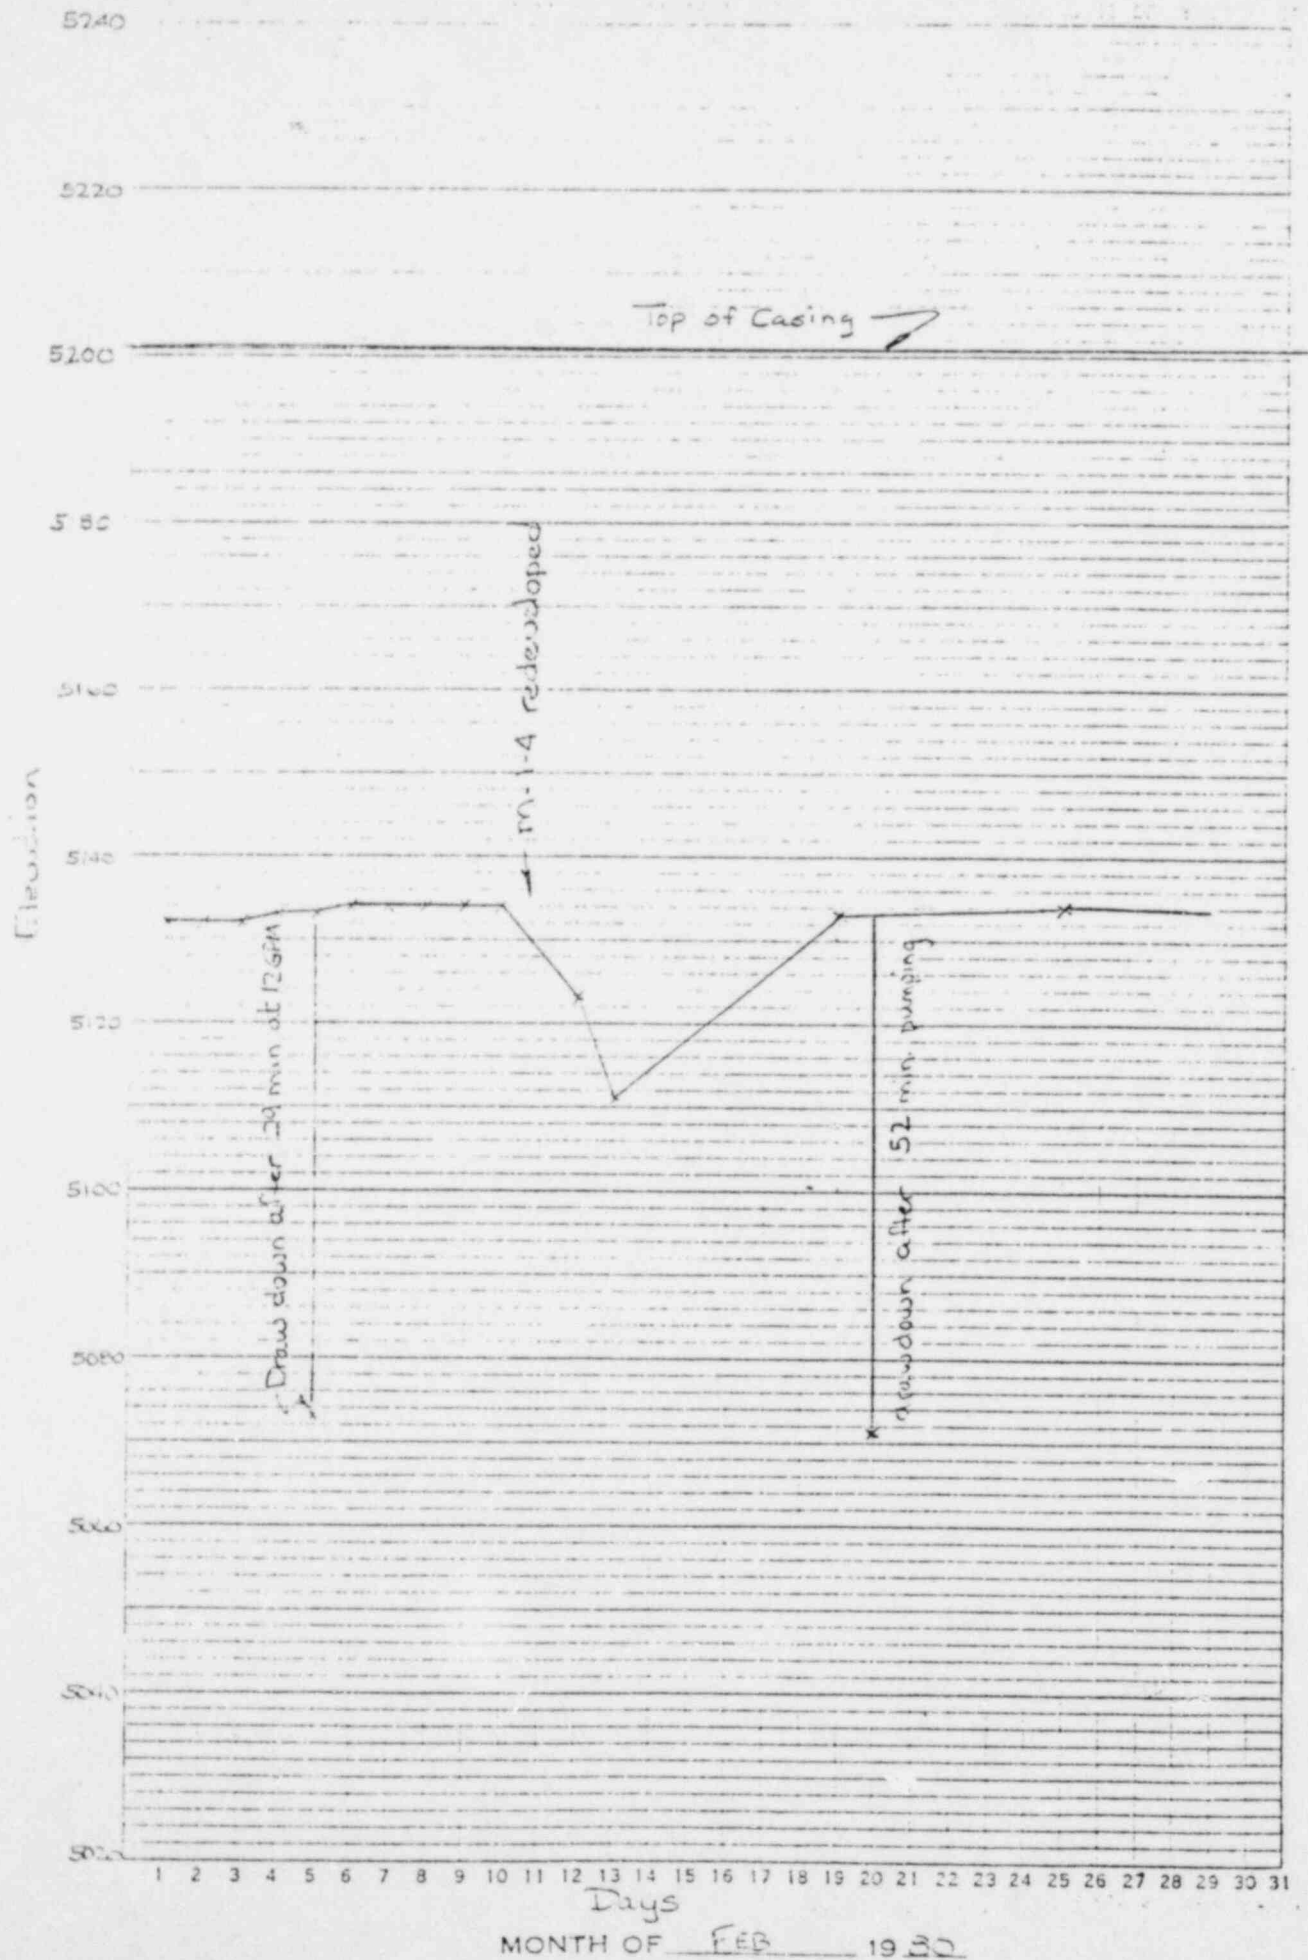 5240
5220
Top of Casing
5200
5180
m-1-4 redeveloped
5160
Elevation
5140
Draw down after 29 min at 12GPM
drawdown after 52 min. pumping
5120
5100
5080
5060
5040
5020
1 2 3 4 5 6 7 8 9 10 11 12 13 14 15 16 17 18 19 20 21 22 23 24 25 26 27 28 29 30 31
Days
MONTH OF FEB 1980